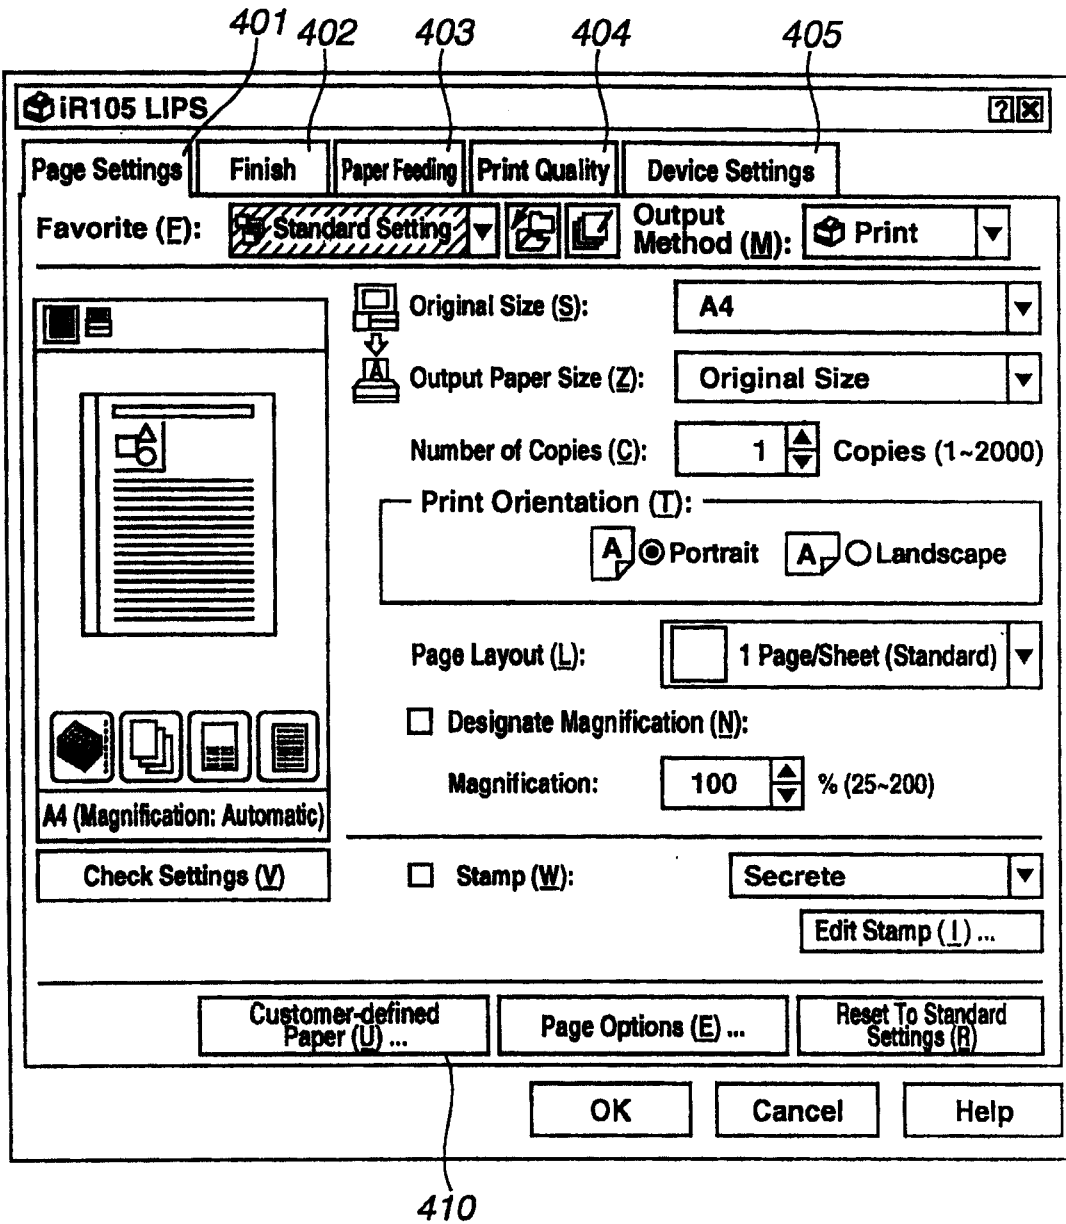 401 402 403 404 405
iR105 LIPS
Page Settings Finish Paper Feeding Print Quality Device Settings
Favorite (F): Standard Setting Output Method (M): Print
Original Size (S): A4
A
Output Paper Size (Z): Original Size
Number of Copies (C): 1 Copies (1~2000)
Print Orientation (T):
A Portrait A Landscape
Page Layout (L): 1 Page/Sheet (Standard)
Designate Magnification (N):
Magnification: 100 % (25~200)
A4 (Magnification: Automatic)
Check Settings (V) Stamp (W): Secrete
Edit Stamp (I) ...
Customer-defined Paper (U) ... Page Options (E) ... Reset To Standard Settings (R)
OK Cancel Help
410